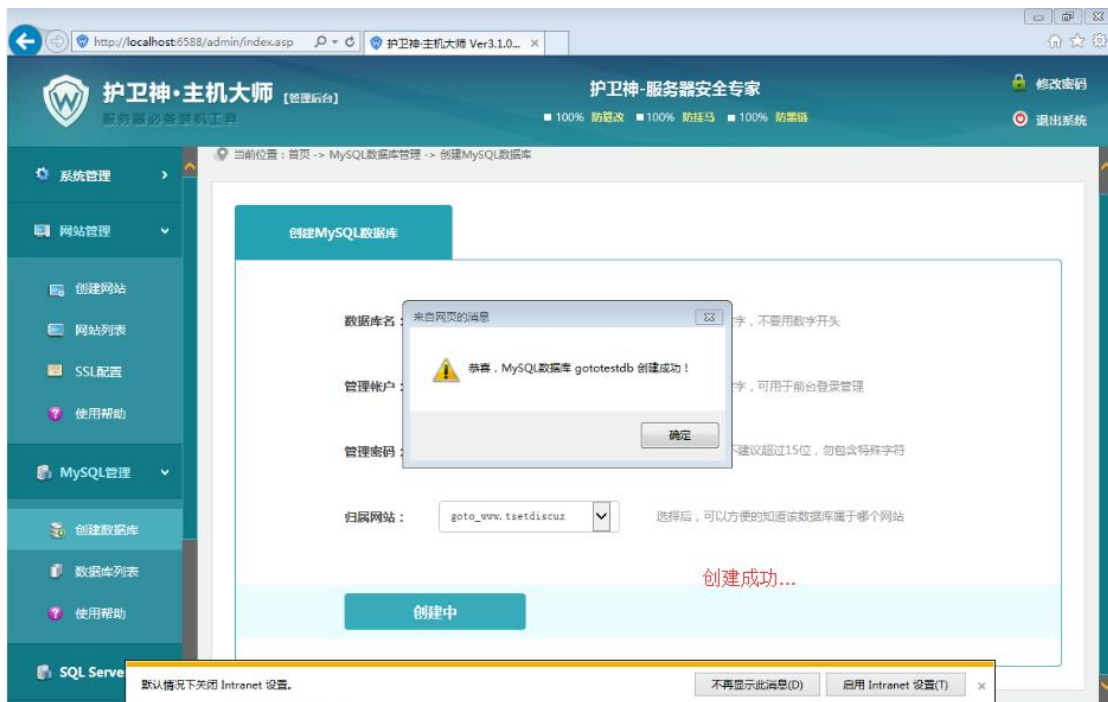 http://localhost:6588/admin/index.asp
护卫神·主机大师 Ver3.1.0...
护卫神·主机大师 [管理后台]
服务器必备装机工具
护卫神-服务器安全专家
100% 防篡改 100% 防挂马 100% 防黑链
修改密码
退出系统
当前位置：首页 -> MySQL数据库管理 -> 创建MySQL数据库
系统管理
网站管理
创建网站
网站列表
SSL配置
使用帮助
MySQL管理
创建数据库
数据库列表
使用帮助
SQL Serve
创建MySQL数据库
数据库名：
字，不要用数字开头
管理帐户：
字，可用于前台登录管理
管理密码：
不建议超过15位，勿包含特殊字符
归属网站：
goto_www.tsetdiscuz
选择后，可以方便的知道该数据库属于哪个网站
来自网页的消息
恭喜，MySQL数据库 gototestdb 创建成功！
确定
创建成功...
创建中
默认情况下关闭 Intranet 设置。
不再显示此消息(D)
启用 Intranet 设置(T)